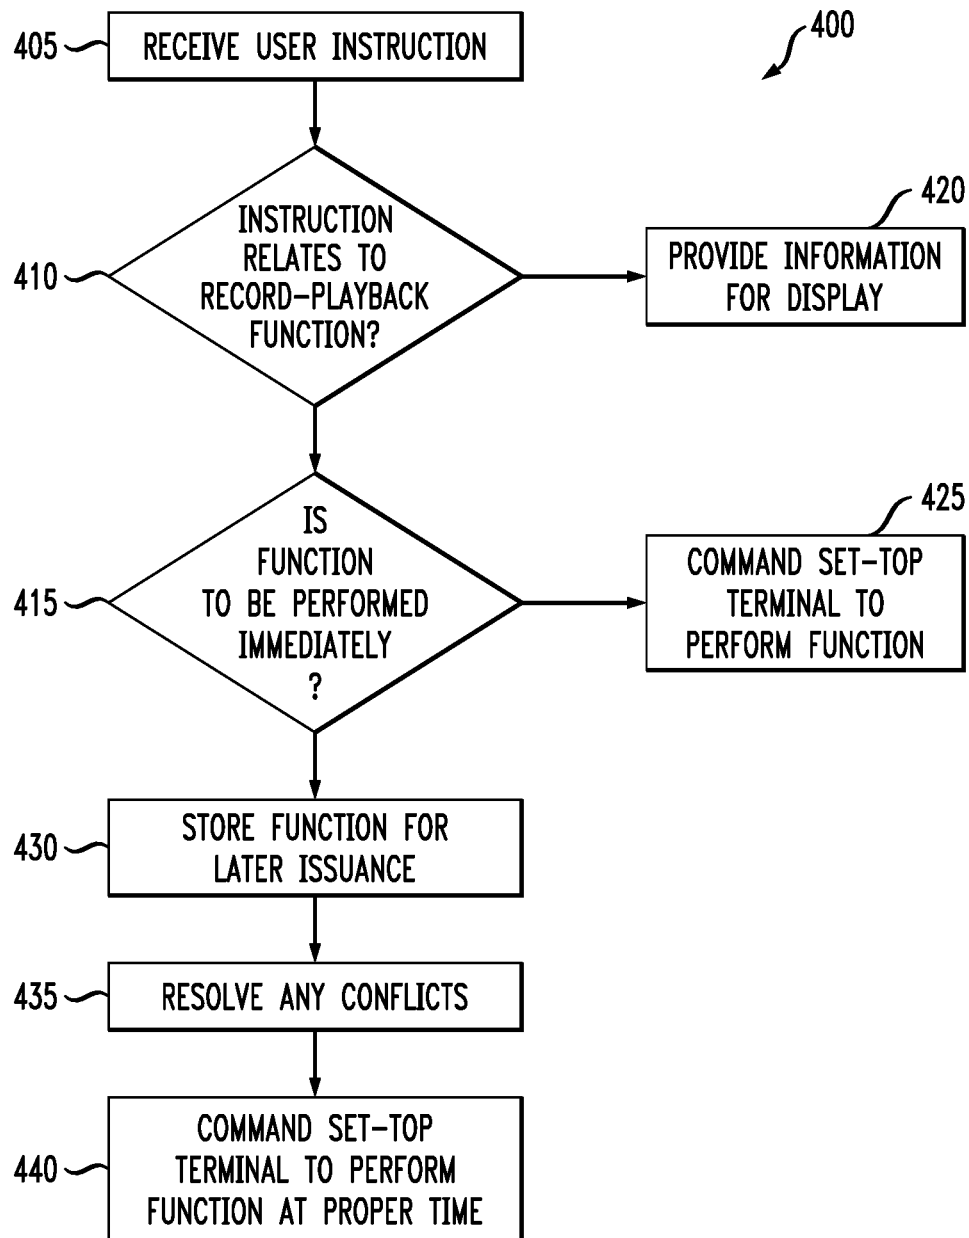 400
405
RECEIVE USER INSTRUCTION
410
INSTRUCTION
RELATES TO
RECORD-PLAYBACK
FUNCTION?
420
PROVIDE INFORMATION
FOR DISPLAY
415
IS
FUNCTION
TO BE PERFORMED
IMMEDIATELY
?
425
COMMAND SET-TOP
TERMINAL TO
PERFORM FUNCTION
430
STORE FUNCTION FOR
LATER ISSUANCE
435
RESOLVE ANY CONFLICTS
440
COMMAND SET-TOP
TERMINAL TO PERFORM
FUNCTION AT PROPER TIME